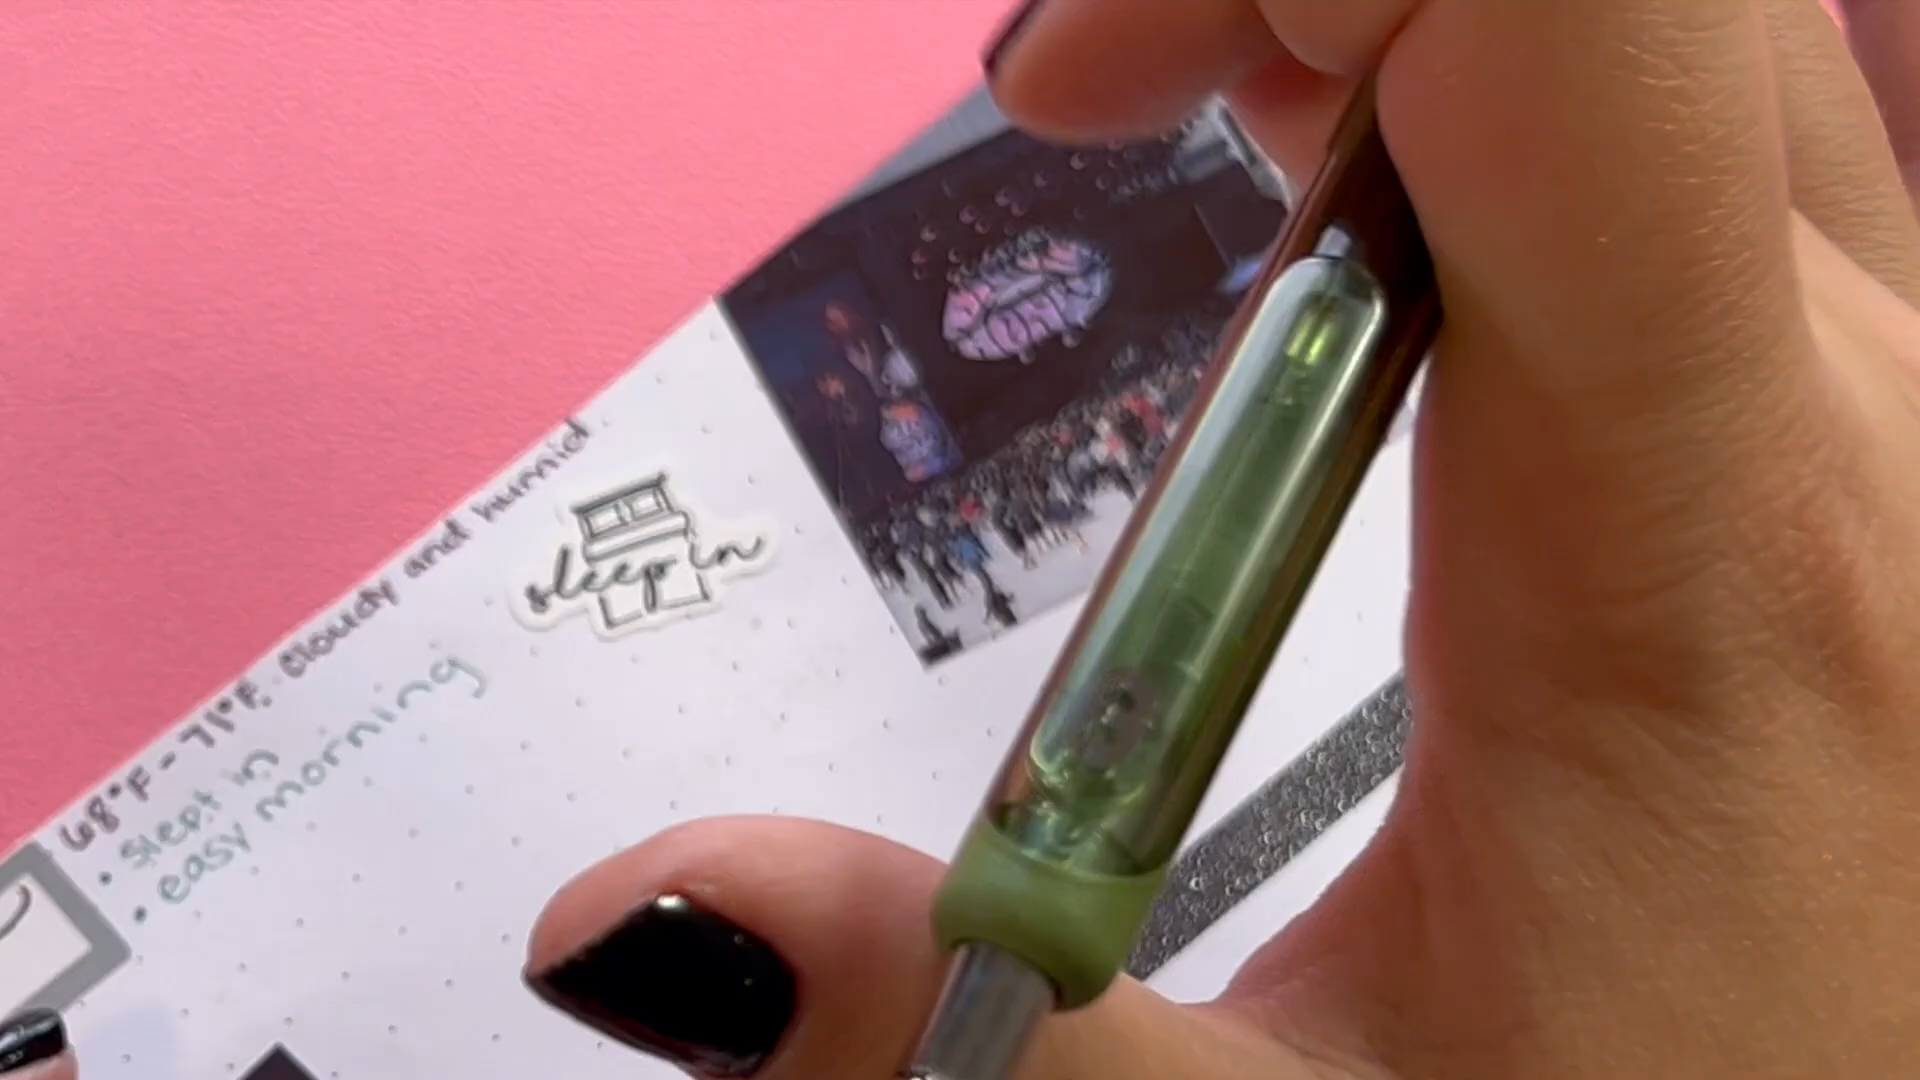 68°F - 71°F. Cloudy and humid
• slept in
• easy morning
sleep in